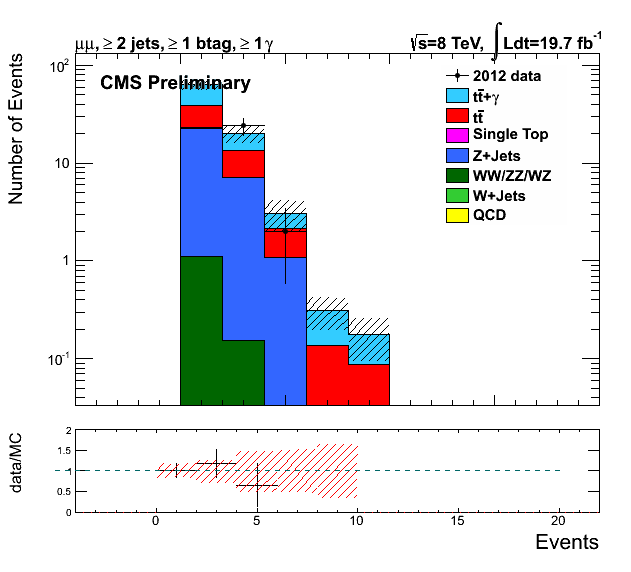 μμ, ≥ 2 jets, ≥ 1 btag, ≥ 1 γ
√s=8 TeV, ∫Ldt=19.7 fb⁻¹
Number of Events
10²
10
1
10⁻¹
CMS Preliminary
2012 data
tt̄+γ
tt̄
Single Top
Z+Jets
WW/ZZ/WZ
W+Jets
QCD
data/MC
2
1.5
1
0.5
0
0 5 10 15 20
Events